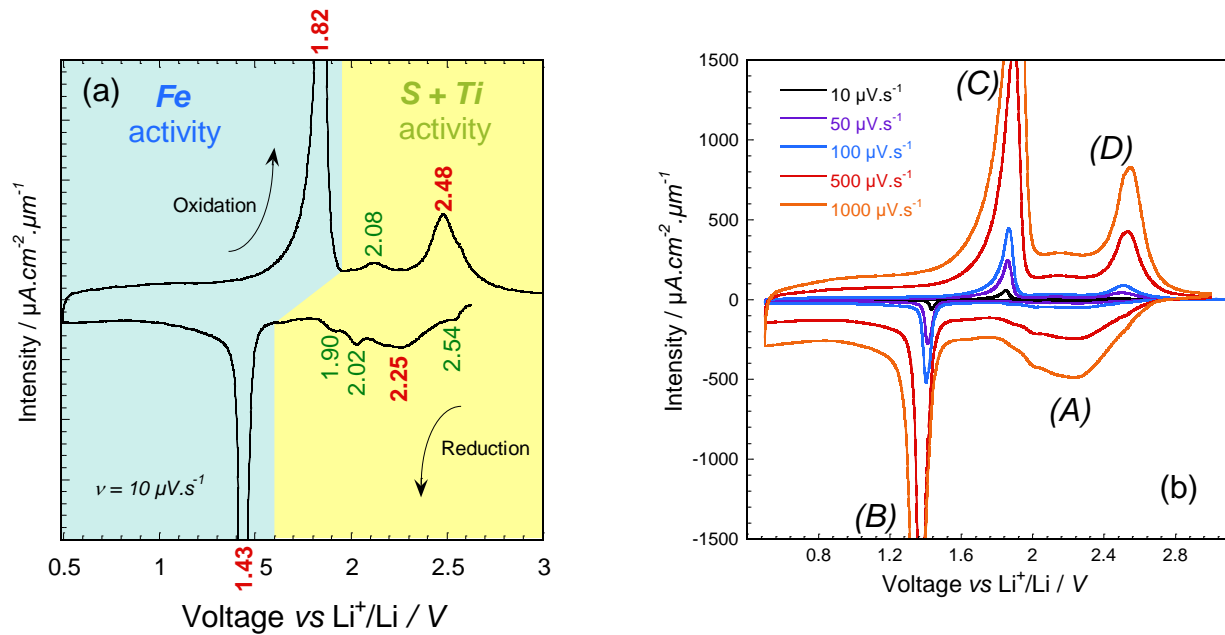 (a)
Fe
activity
S + Ti
activity
Oxidation
Reduction
1.82
2.08
2.48
1.90
2.02
2.25
2.54
1.43
ν = 10 µV.s⁻¹
Intensity / µA.cm⁻².µm⁻¹
0.5 1 1.5 2 2.5 3
Voltage vs Li⁺/Li / V
1500
1000
500
0
-500
-1000
-1500
10 µV.s⁻¹
50 µV.s⁻¹
100 µV.s⁻¹
500 µV.s⁻¹
1000 µV.s⁻¹
(C)
(D)
(A)
(B)
(b)
Intensity / µA.cm⁻².µm⁻¹
0.8 1.2 1.6 2.0 2.4 2.8
Voltage vs Li⁺/Li / V